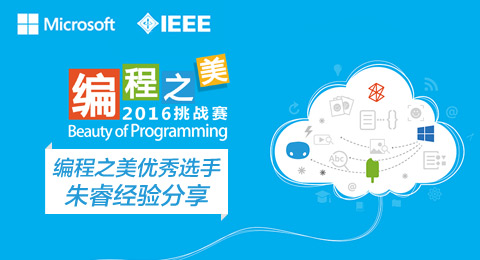 Microsoft IEEE
编程之美
2016挑战赛
Beauty of Programming
编程之美优秀选手
朱睿经验分享
Abc